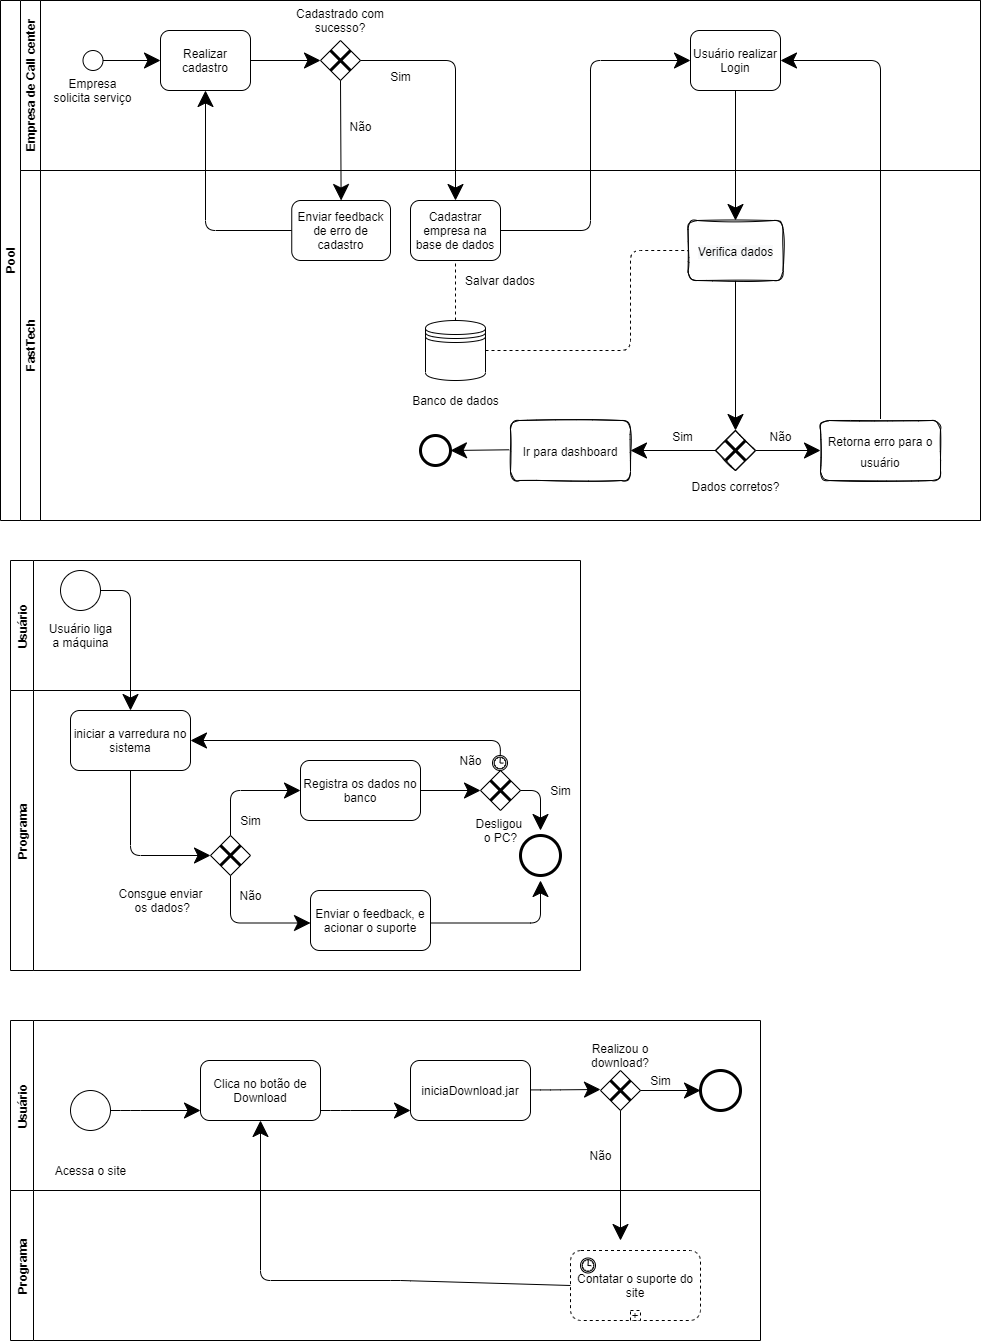 Pool
Empresa de Call center
Empresa
solicita serviço
Realizar
cadastro
Cadastrado com
sucesso?
Sim
Não
Usuário realizar
Login
FastTech
Enviar feedback
de erro de
cadastro
Cadastrar
empresa na
base de dados
Salvar dados
Banco de dados
Verifica dados
Ir para dashboard
Sim
Não
Dados corretos?
Retorna erro para o
usuário
Usuário
Usuário liga
a máquina
Programa
iniciar a varredura no
sistema
Consgue enviar
os dados?
Sim
Não
Registra os dados no
banco
Enviar o feedback, e
acionar o suporte
Não
Sim
Desligou
o PC?
Usuário
Acessa o site
Clica no botão de
Download
iniciaDownload.jar
Realizou o
download?
Sim
Não
Programa
Contatar o suporte do
site